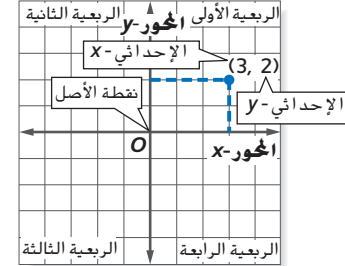 الربعية الأولى
الربعية الثانية
المحور-y
الإحداثي-x
(3, 2)
نقطة الأصل
الإحداثي-y
O
المحور-x
الربعية الرابعة
الربعية الثالثة